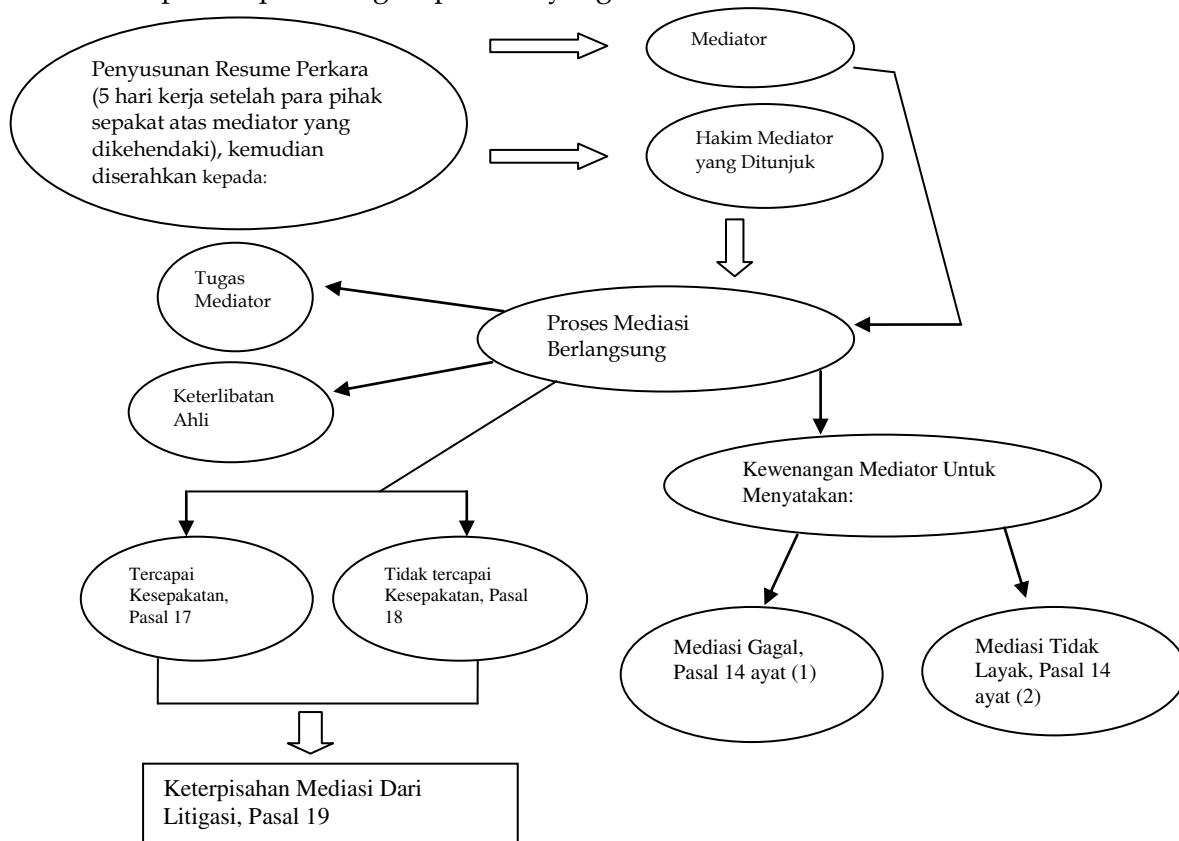 Mediator
Penyusunan Resume Perkara
(5 hari kerja setelah para pihak
sepakat atas mediator yang
dikehendaki), kemudian
diserahkan kepada:
Hakim Mediator
yang Ditunjuk
Tugas
Mediator
Proses Mediasi
Berlangsung
Keterlibatan
Ahli
Kewenangan Mediator Untuk
Menyatakan:
Tercapai
Kesepakatan,
Pasal 17
Tidak tercapai
Kesepakatan, Pasal
18
Mediasi Gagal,
Pasal 14 ayat (1)
Mediasi Tidak
Layak, Pasal 14
ayat (2)
Keterpisahan Mediasi Dari
Litigasi, Pasal 19